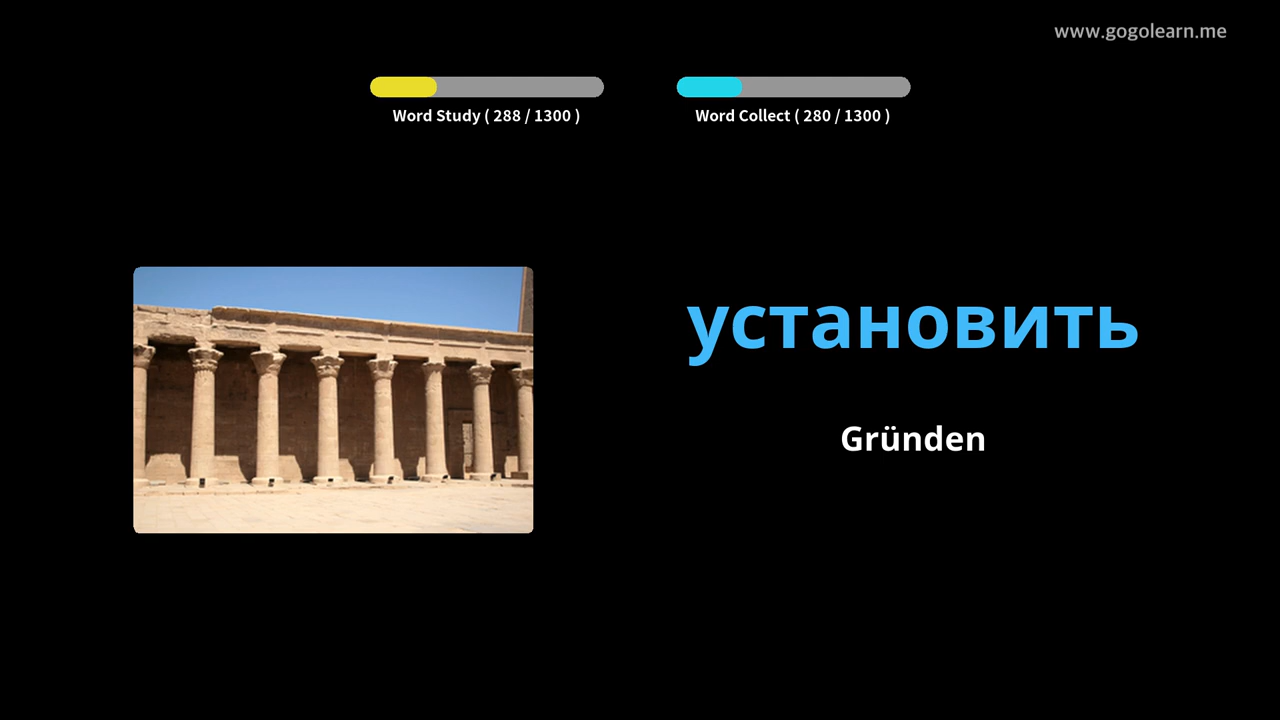 www.gogolearn.me
Word Study ( 288 / 1300 )
Word Collect ( 280 / 1300 )
установить
Gründen